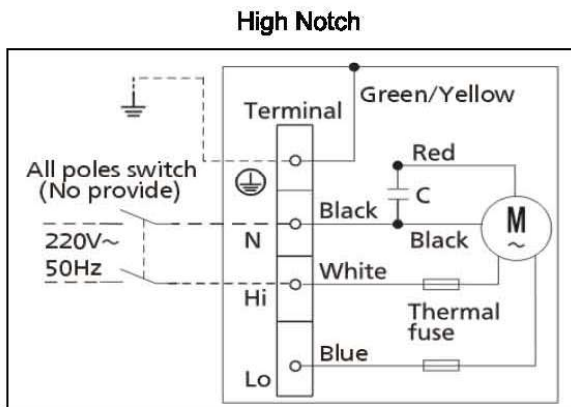 High Notch
Green/Yellow
Terminal
Red
All poles switch
(No provide)
C
Black
M
~
220V~
N
Black
50Hz
White
Hi
Thermal
fuse
Blue
Lo